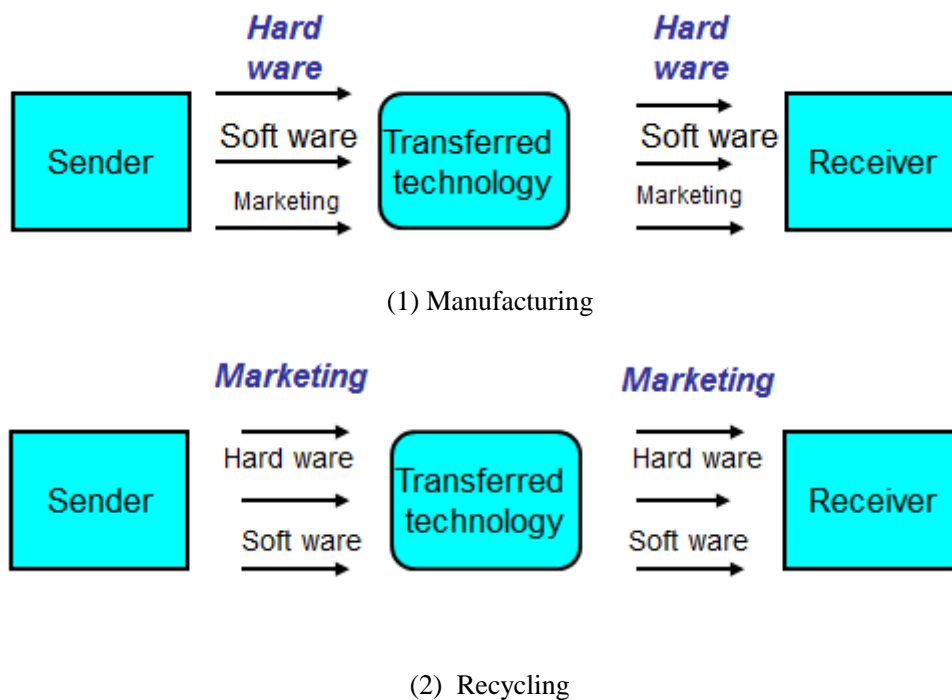 Hard
ware
Hard
ware
Sender
Soft ware
Marketing
Transferred
technology
Soft ware
Marketing
Receiver
(1) Manufacturing
Marketing
Marketing
Sender
Hard ware
Soft ware
Transferred
technology
Hard ware
Soft ware
Receiver
(2) Recycling